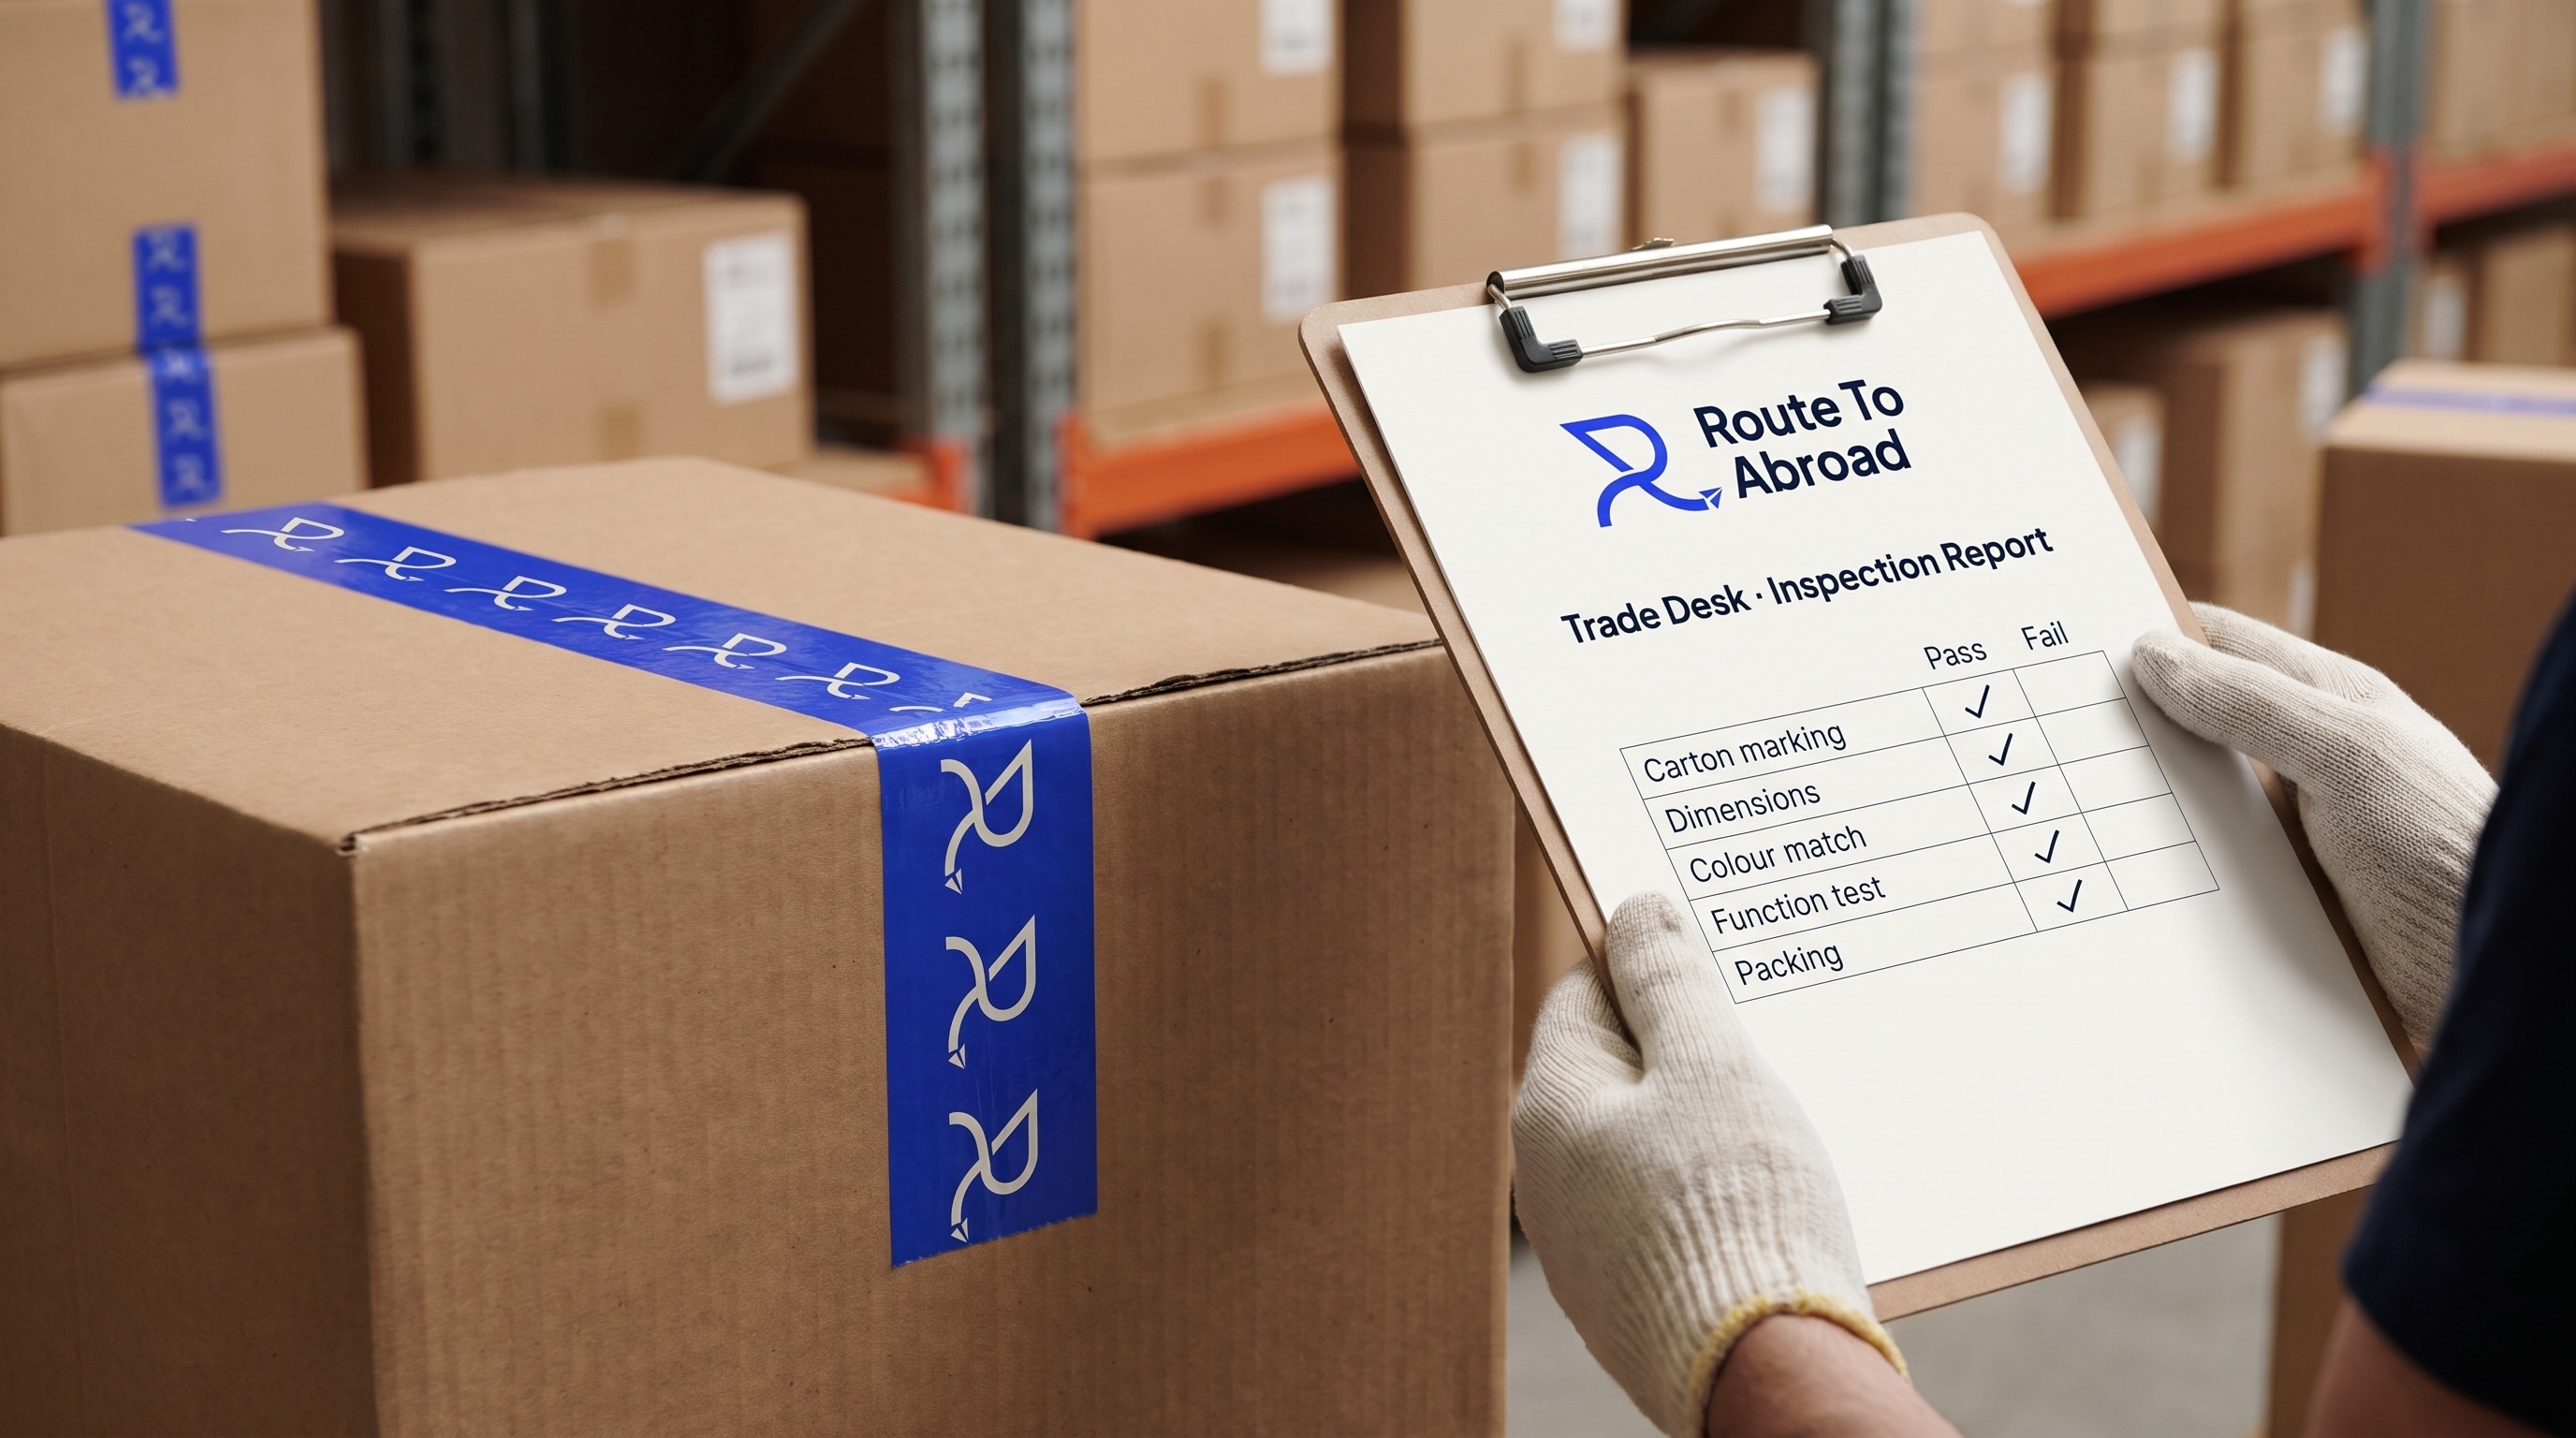 Route To
Abroad
Trade Desk · Inspection Report
Pass Fail
Carton marking ✓
Dimensions ✓
Colour match ✓
Function test ✓
Packing ✓